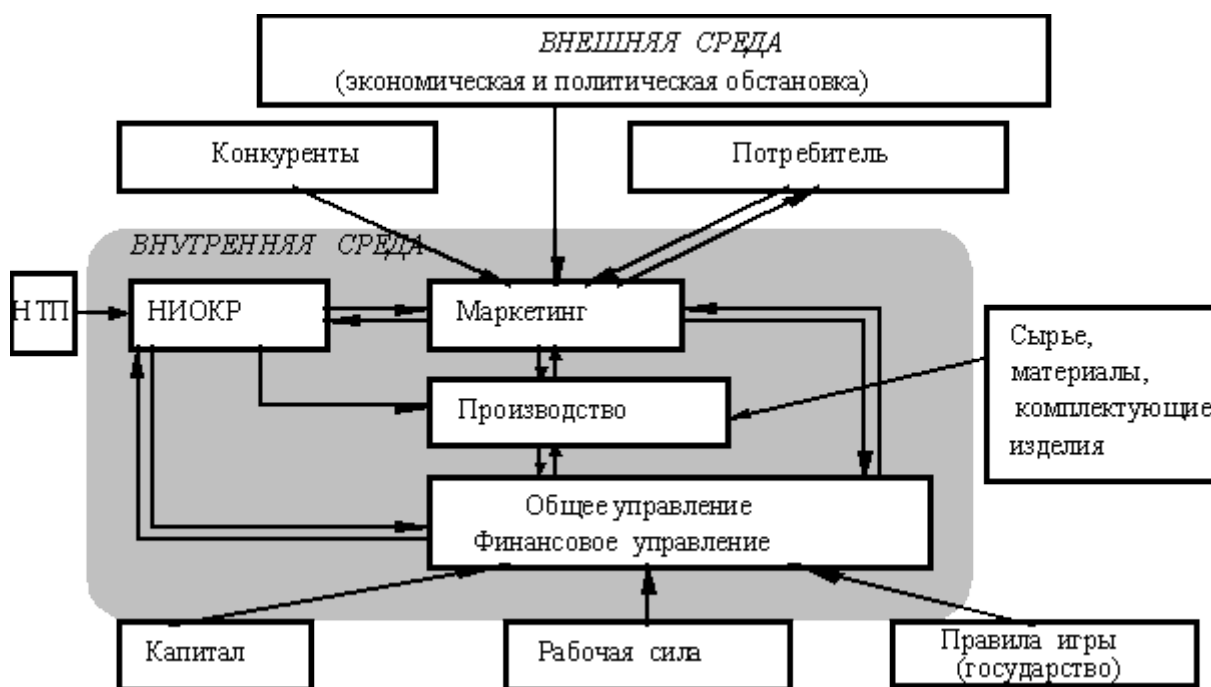 ВНЕШНЯЯ СРЕДА
(экономическая и политическая обстановка)
Конкуренты
Потребитель
ВНУТРЕННЯЯ СРЕДА
НТП
НИОКР
Маркетинг
Сырье,
материалы,
комплектующие
изделия
Производство
Общее управление
Финансовое управление
Капитал
Рабочая сила
Правила игры
(государство)